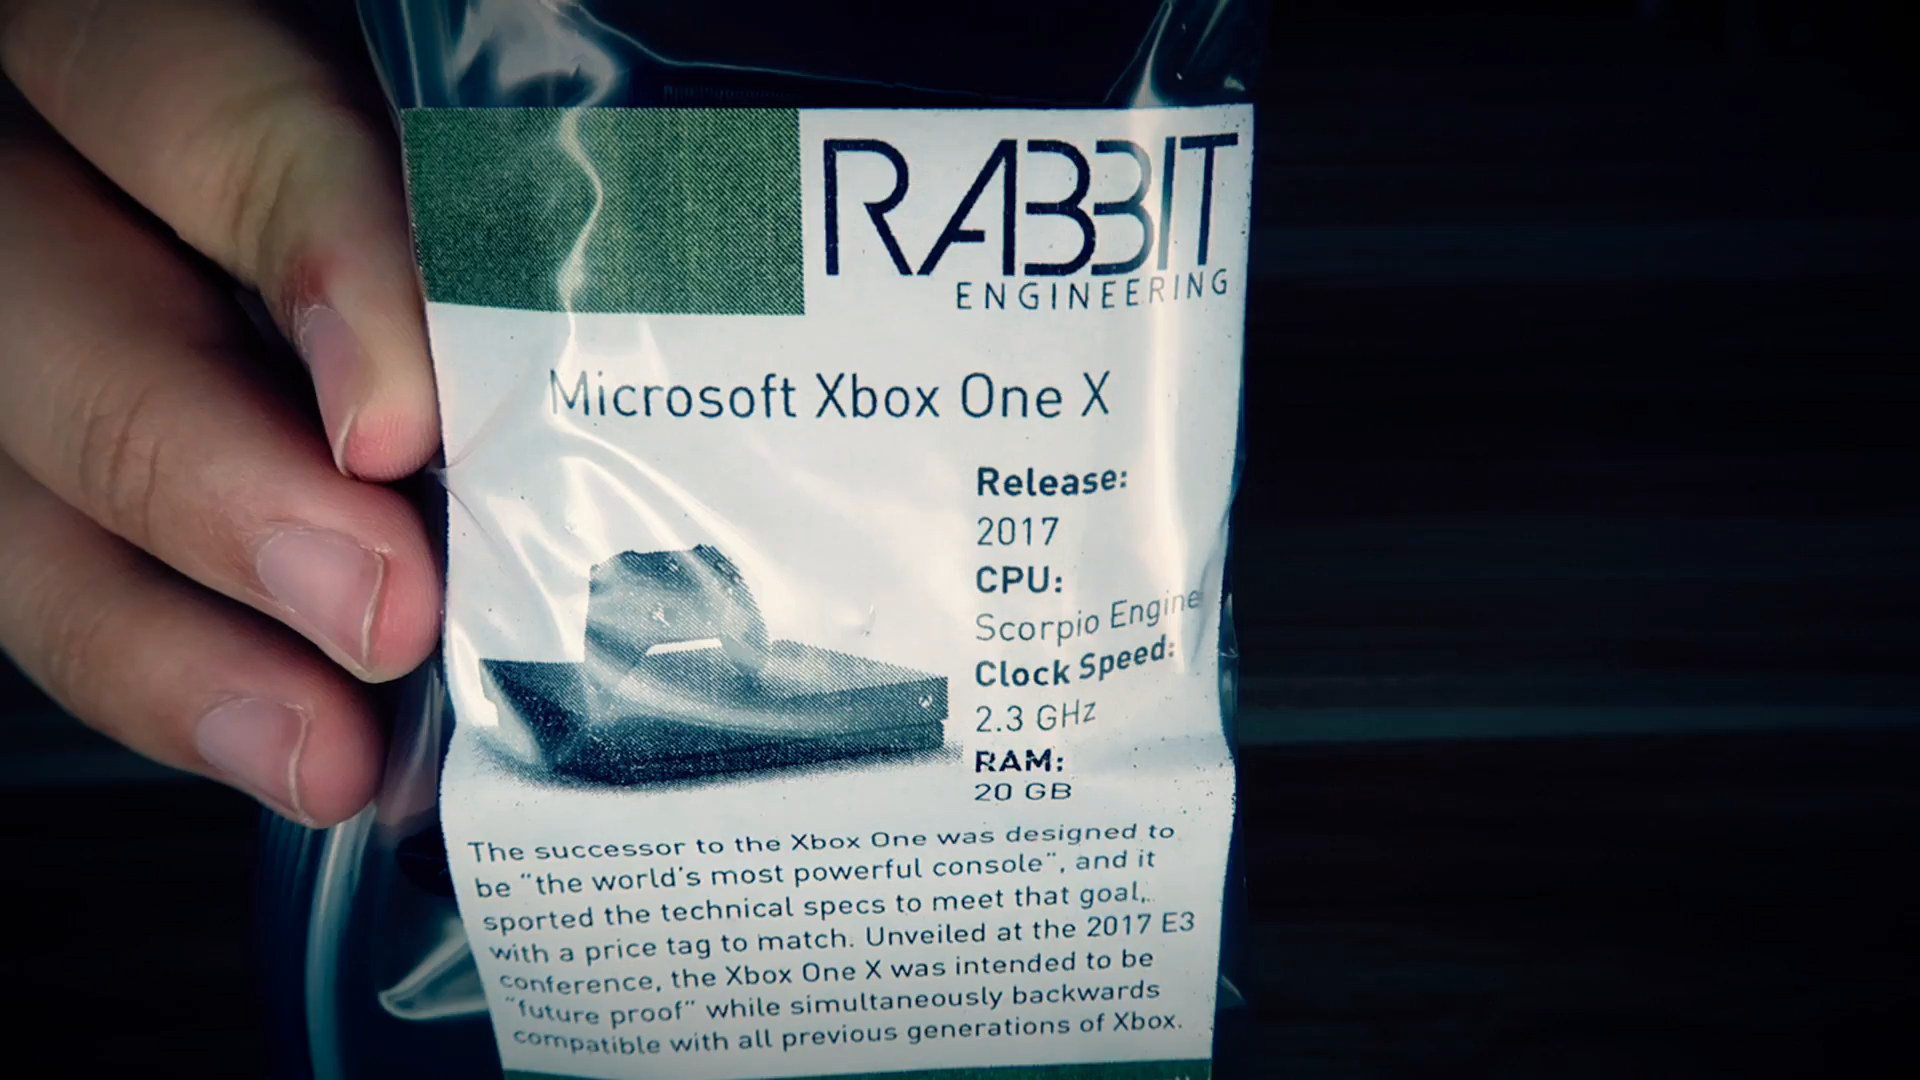 RABBIT
ENGINEERING
Microsoft Xbox One X
Release:
2017
CPU:
Scorpio Engine
Clock Speed:
2.3 GHz
RAM:
20 GB
The successor to the Xbox One was designed to
be “the world's most powerful console”, and it
sported the technical specs to meet that goal,
with a price tag to match. Unveiled at the 2017 E3
conference, the Xbox One X was intended to be
“future proof” while simultaneously backwards
compatible with all previous generations of Xbox.